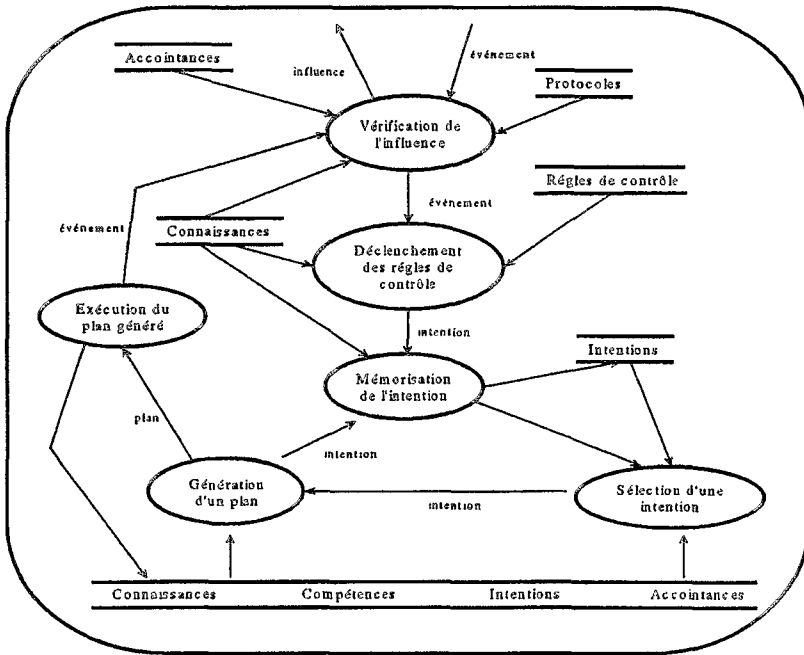 événement
Accointances
influence
Protocoles
Vérification de
l'influence
Régles de contrôle
événement
événement
Connaissances
Déclenchement
des régles de
contrôle
Exécution du
plan généré
intention
Intentions
Mémorisation
de l'intention
plan
intention
Génération
d'un plan
intention
Sélection d'une
intention
Connaissances Compétences Intentions Accointances